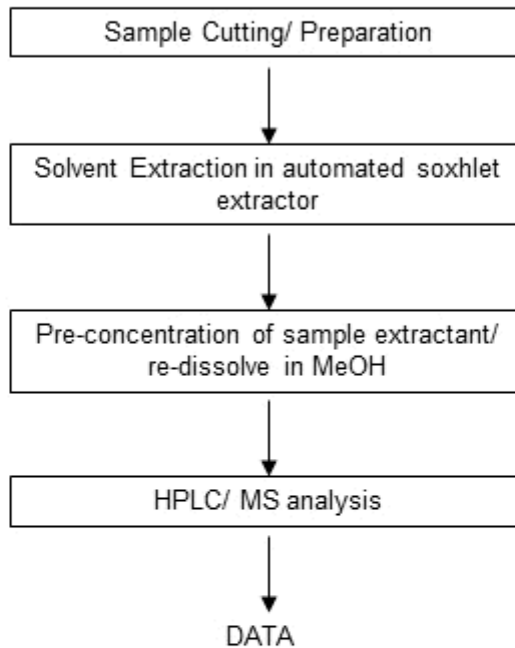 Sample Cutting/ Preparation
Solvent Extraction in automated soxhlet
extractor
Pre-concentration of sample extractant/
re-dissolve in MeOH
HPLC/ MS analysis
DATA